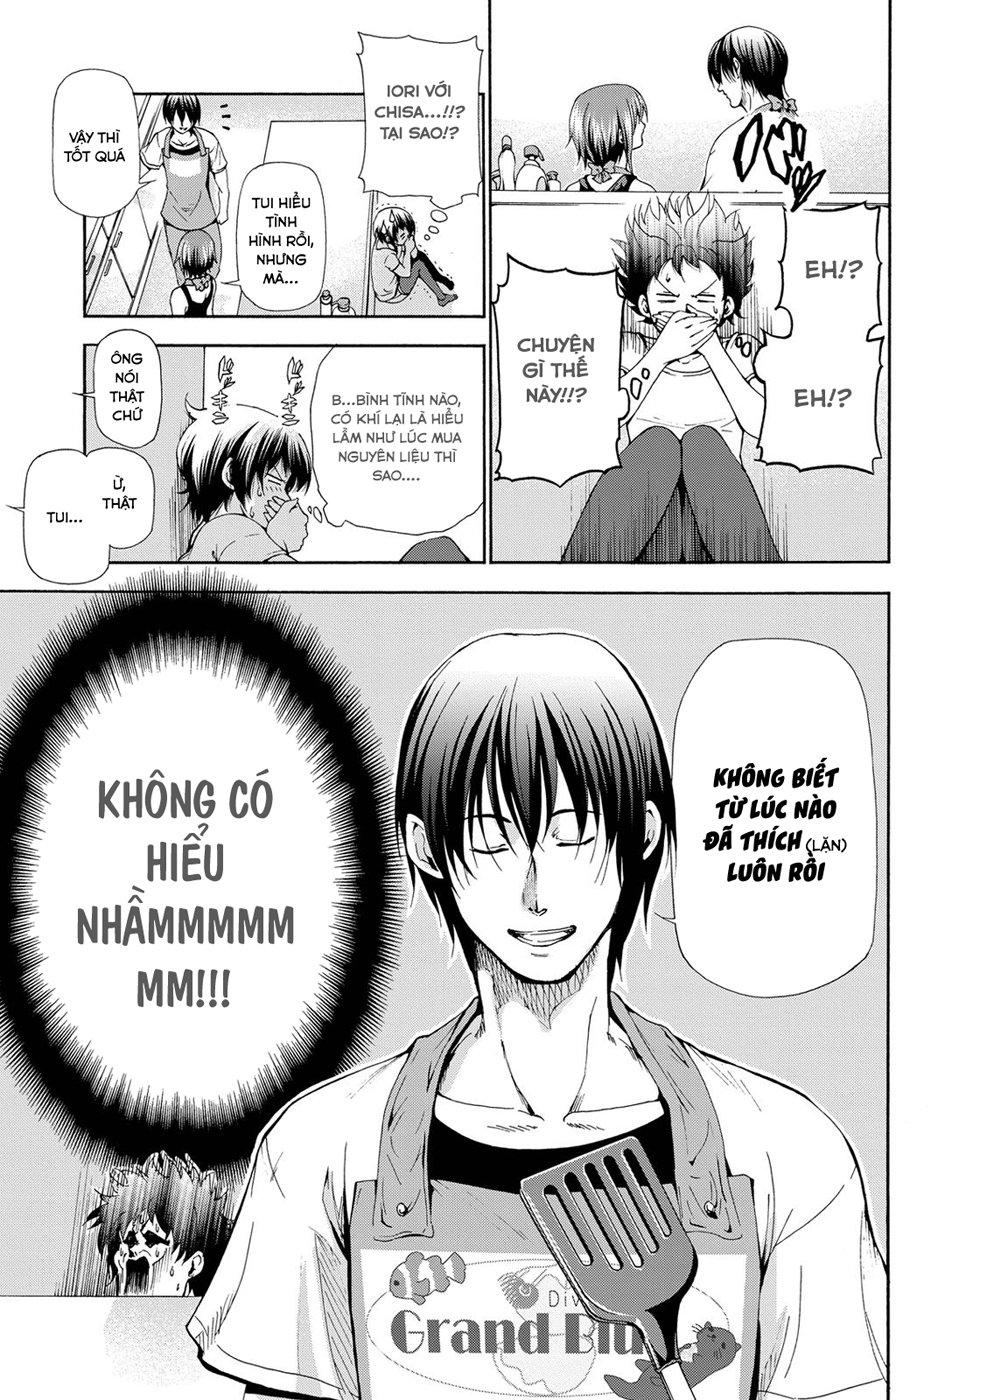 EH!?
EH!?
CHUYỆN
GÌ THẾ
NÀY!!?
IORI VỚI
CHISA...!!?
TẠI SAO!?
TUI HIỂU
TÌNH
HÌNH RỒI,
NHƯNG
MÀ...
VẬY THÌ
TỐT QUÁ
B...BÌNH TĨNH NÀO,
CÓ KHI LẠI LÀ HIỂU
LẦM NHƯ LÚC MUA
NGUYÊN LIỆU THÌ
SAO....
ÔNG
NÓI
THẬT
CHỨ
Ừ,
THẬT
TUI...
KHÔNG BIẾT
TỪ LÚC NÀO
ĐÃ THÍCH (LẶN)
LUÔN RỒI
KHÔNG CÓ
HIỂU
NHẦMMMMM
MM!!!
Div
Grand Blu